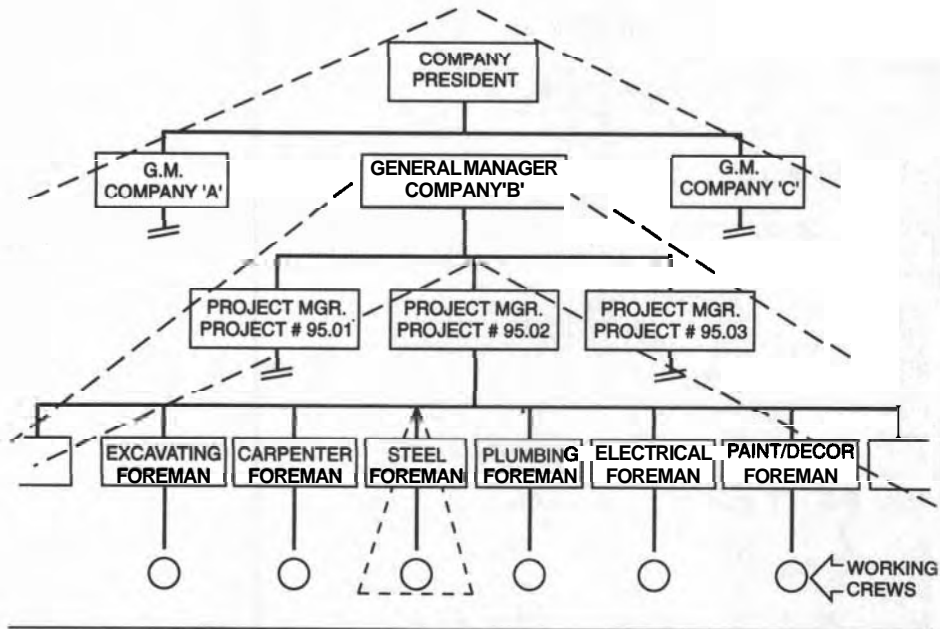 COMPANY
PRESIDENT
G.M.
COMPANY 'A'
GENERAL MANAGER
COMPANY 'B'
G.M.
COMPANY 'C'
PROJECT MGR.
PROJECT # 95.01
PROJECT MGR.
PROJECT # 95.02
PROJECT MGR.
PROJECT # 95.03
EXCAVATING
FOREMAN
CARPENTER
FOREMAN
STEEL
FOREMAN
PLUMBING
FOREMAN
ELECTRICAL
FOREMAN
PAINT/DECOR
FOREMAN
WORKING
CREWS